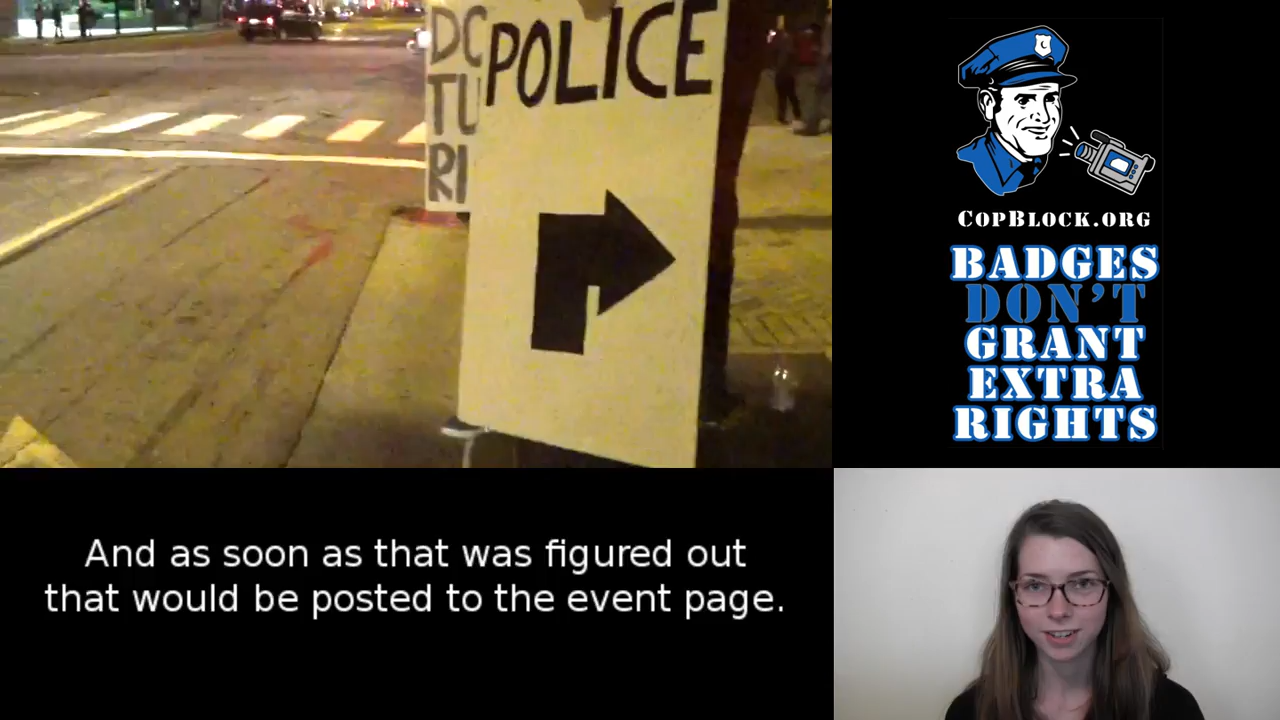 DC
TU
RI
POLICE
CopBlock.org
BADGES
DON'T
GRANT
EXTRA
RIGHTS
And as soon as that was figured out
that would be posted to the event page.